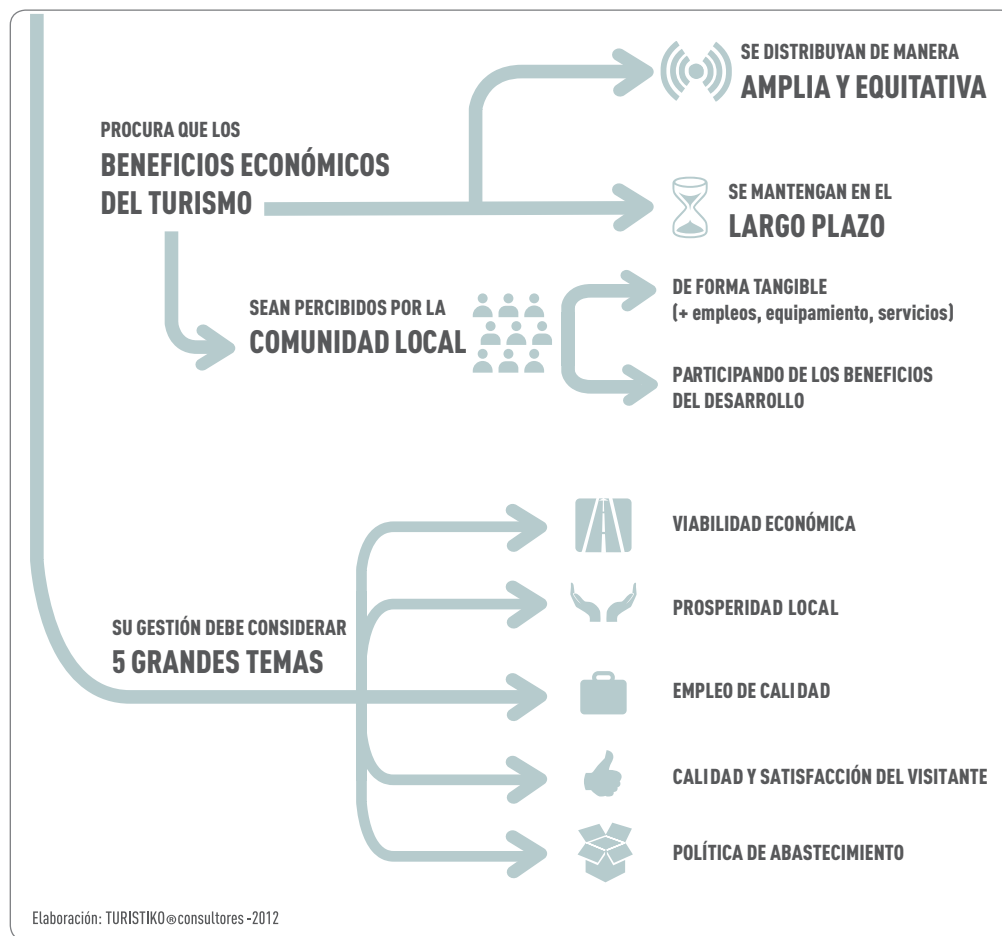 SE DISTRIBUYAN DE MANERA
AMPLIA Y EQUITATIVA
PROCURA QUE LOS
BENEFICIOS ECONÓMICOS
DEL TURISMO
SE MANTENGAN EN EL
LARGO PLAZO
SEAN PERCIBIDOS POR LA
COMUNIDAD LOCAL
DE FORMA TANGIBLE
(+ empleos, equipamiento, servicios)
PARTICIPANDO DE LOS BENEFICIOS
DEL DESARROLLO
SU GESTIÓN DEBE CONSIDERAR
5 GRANDES TEMAS
VIABILIDAD ECONÓMICA
PROSPERIDAD LOCAL
EMPLEO DE CALIDAD
CALIDAD Y SATISFACCIÓN DEL VISITANTE
POLÍTICA DE ABASTECIMIENTO
Elaboración: TURISTIKO®consultores -2012